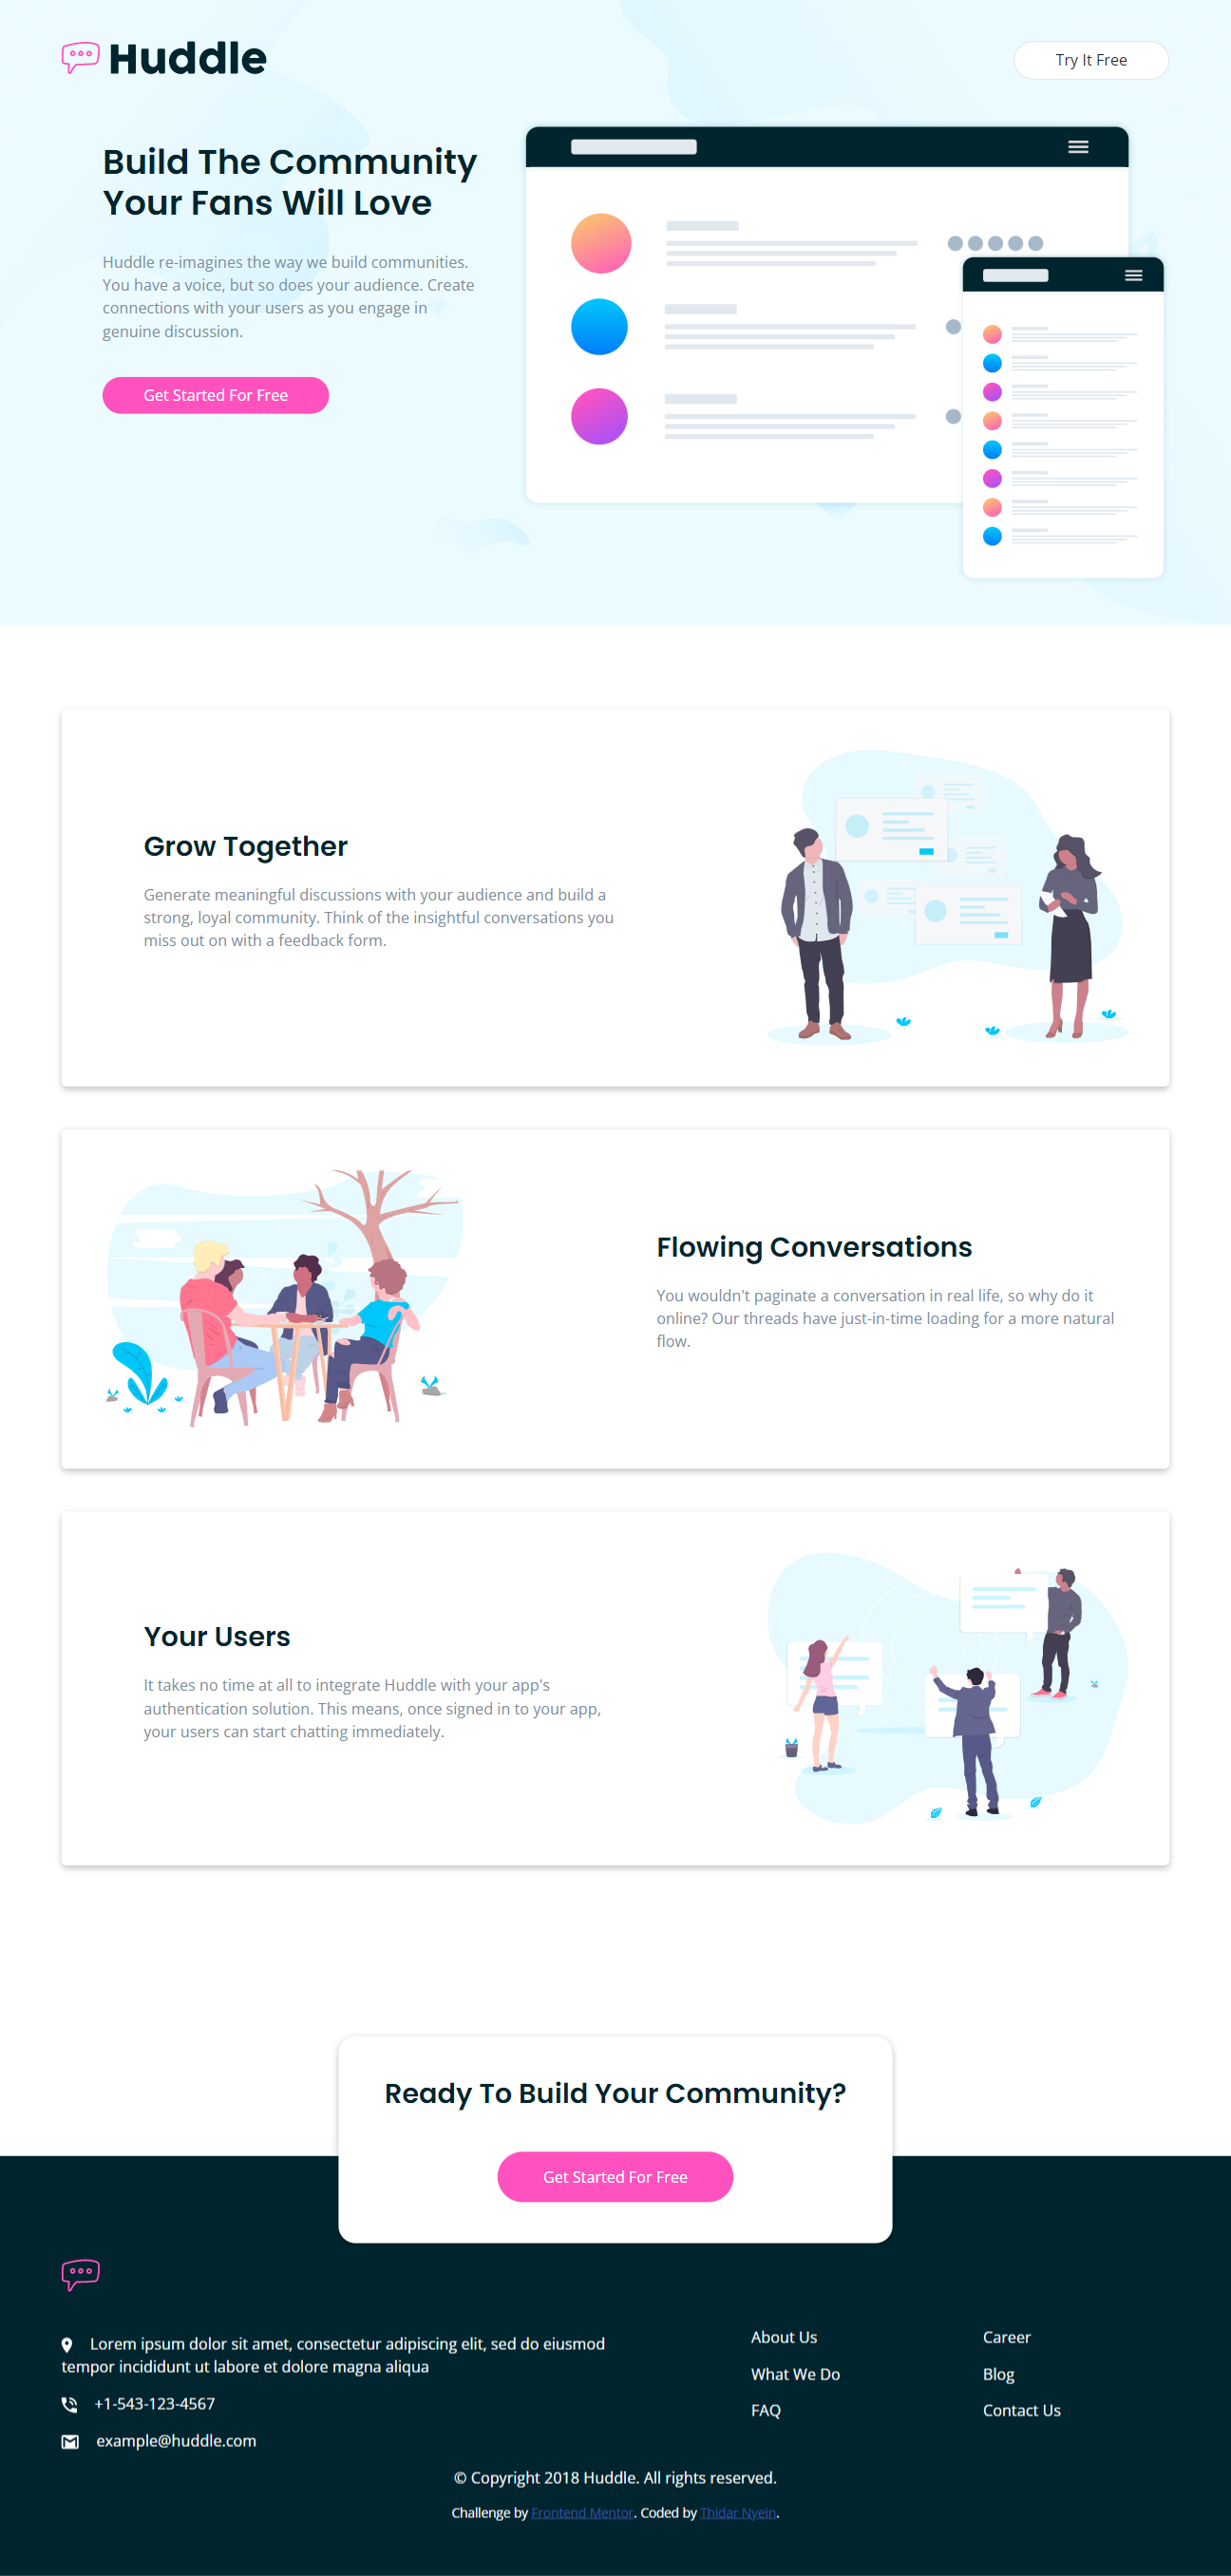 Huddle
Try It Free
Build The Community
Your Fans Will Love
Huddle re-imagines the way we build communities.
You have a voice, but so does your audience. Create
connections with your users as you engage in
genuine discussion.
Get Started For Free
Grow Together
Generate meaningful discussions with your audience and build a
strong, loyal community. Think of the insightful conversations you
miss out on with a feedback form.
Flowing Conversations
You wouldn't paginate a conversation in real life, so why do it
online? Our threads have just-in-time loading for a more natural
flow.
Your Users
It takes no time at all to integrate Huddle with your app's
authentication solution. This means, once signed in to your app,
your users can start chatting immediately.
Ready To Build Your Community?
Get Started For Free
Lorem ipsum dolor sit amet, consectetur adipiscing elit, sed do eiusmod
tempor incididunt ut labore et dolore magna aliqua
+1-543-123-4567
example@huddle.com
About Us
What We Do
FAQ
Career
Blog
Contact Us
© Copyright 2018 Huddle. All rights reserved.
Challenge by Frontend Mentor. Coded by Thidar Nyein.